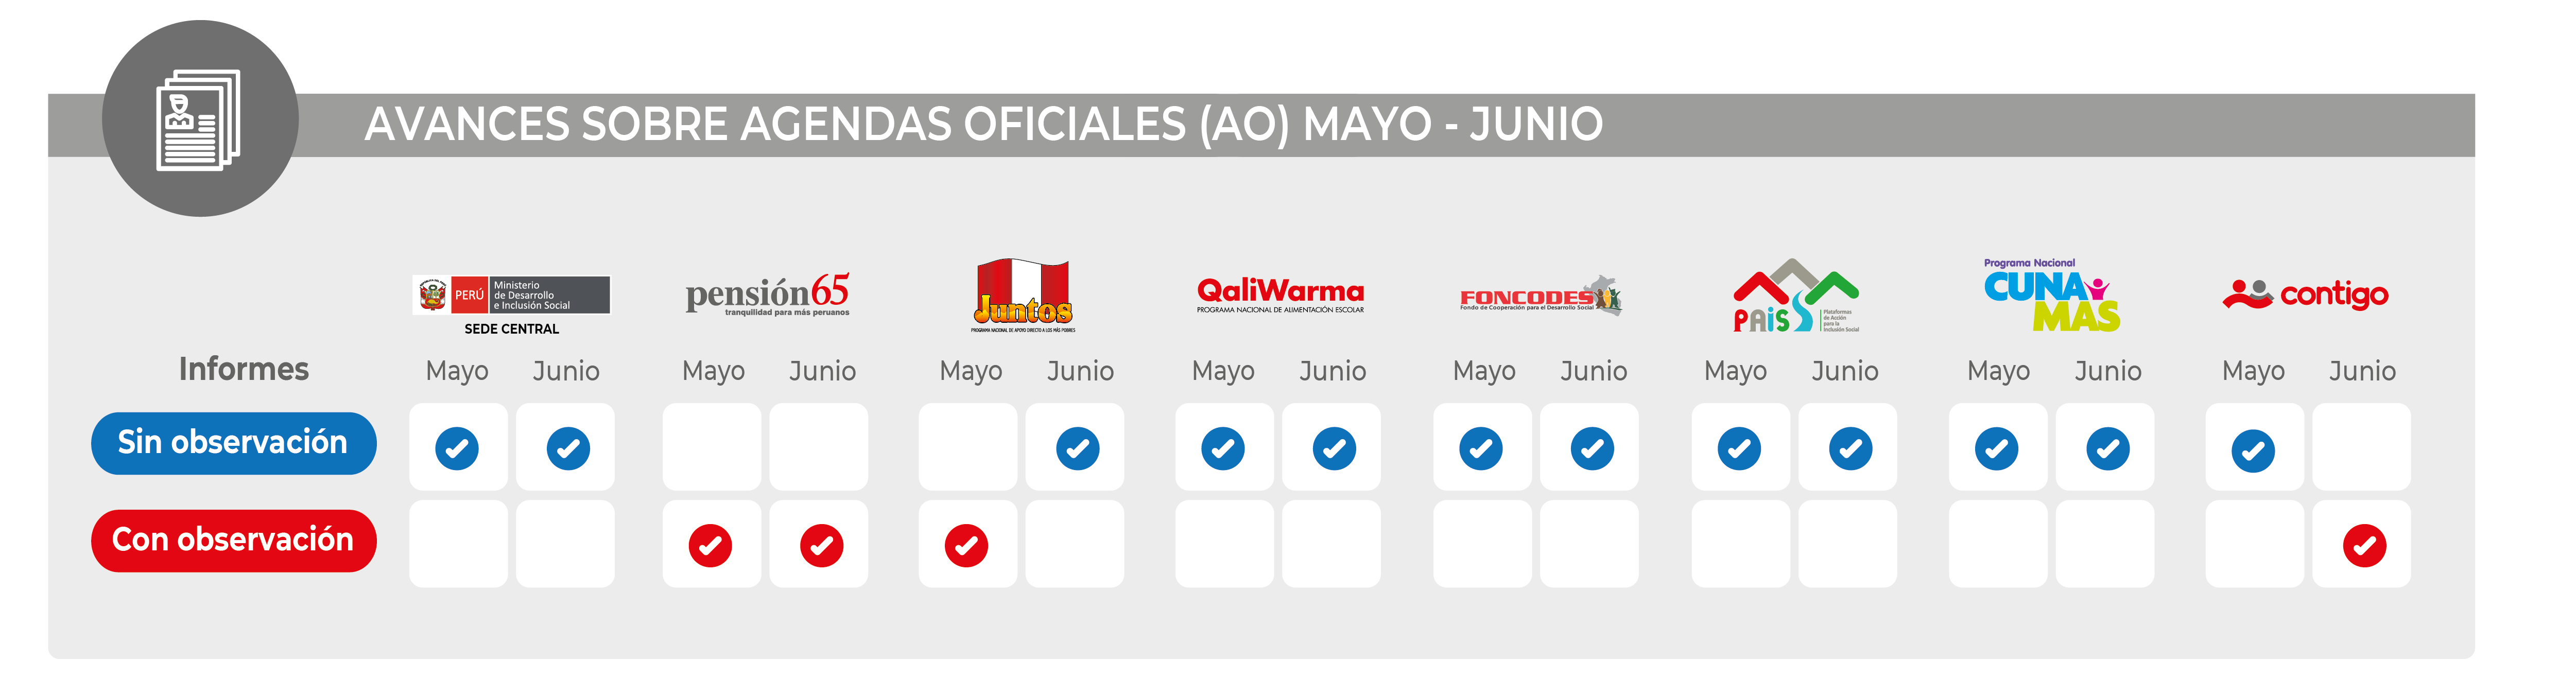 AVANCES SOBRE AGENDAS OFICIALES (AO) MAYO - JUNIO
PERÚ
Ministerio
de Desarrollo
e Inclusión Social
SEDE CENTRAL
pensión65
tranquilidad para más peruanos
Juntos
PROGRAMA NACIONAL DE APOYO DIRECTO A LOS MÁS POBRES
QaliWarma
PROGRAMA NACIONAL DE ALIMENTACIÓN ESCOLAR
FONCODES
Fondo de Cooperación para el Desarrollo Social
PAiS
Plataformas
de Acción
para la
Inclusión Social
Programa Nacional
CUNA
MAS
contigo
Informes
Mayo Junio Mayo Junio Mayo Junio Mayo Junio Mayo Junio Mayo Junio Mayo Junio Mayo Junio
Sin observación
Con observación